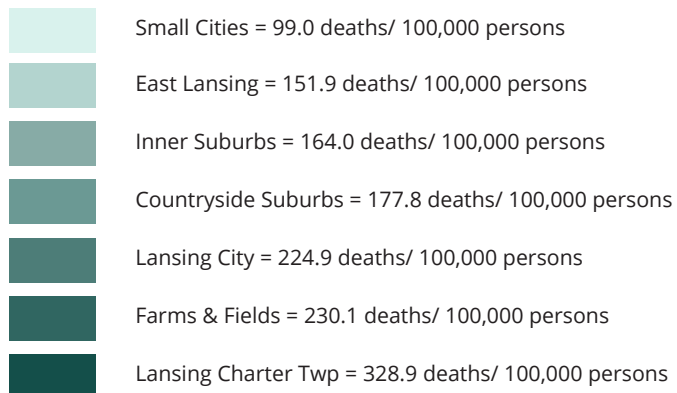 Small Cities = 99.0 deaths/ 100,000 persons
East Lansing = 151.9 deaths/ 100,000 persons
Inner Suburbs = 164.0 deaths/ 100,000 persons
Countryside Suburbs = 177.8 deaths/ 100,000 persons
Lansing City = 224.9 deaths/ 100,000 persons
Farms & Fields = 230.1 deaths/ 100,000 persons
Lansing Charter Twp = 328.9 deaths/ 100,000 persons